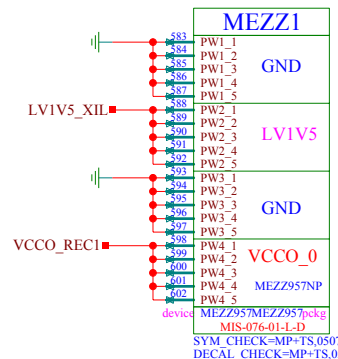 MEZZ1
583 PW1_1
584 PW1_2
585 PW1_3
586 PW1_4
587 PW1_5
GND
LV1V5_XIL
588 PW2_1
589 PW2_2
590 PW2_3
591 PW2_4
592 PW2_5
LV1V5
593 PW3_1
594 PW3_2
595 PW3_3
596 PW3_4
597 PW3_5
GND
VCCO_REC1
598 PW4_1
599 PW4_2
600 PW4_3
601 PW4_4
602 PW4_5
VCCO_0
MEZZ957NP
device MEZZ957MEZZ957pckg
MIS-076-01-L-D
SYM_CHECK=MP+TS,0507
DECAL_CHECK=MP+TS,0